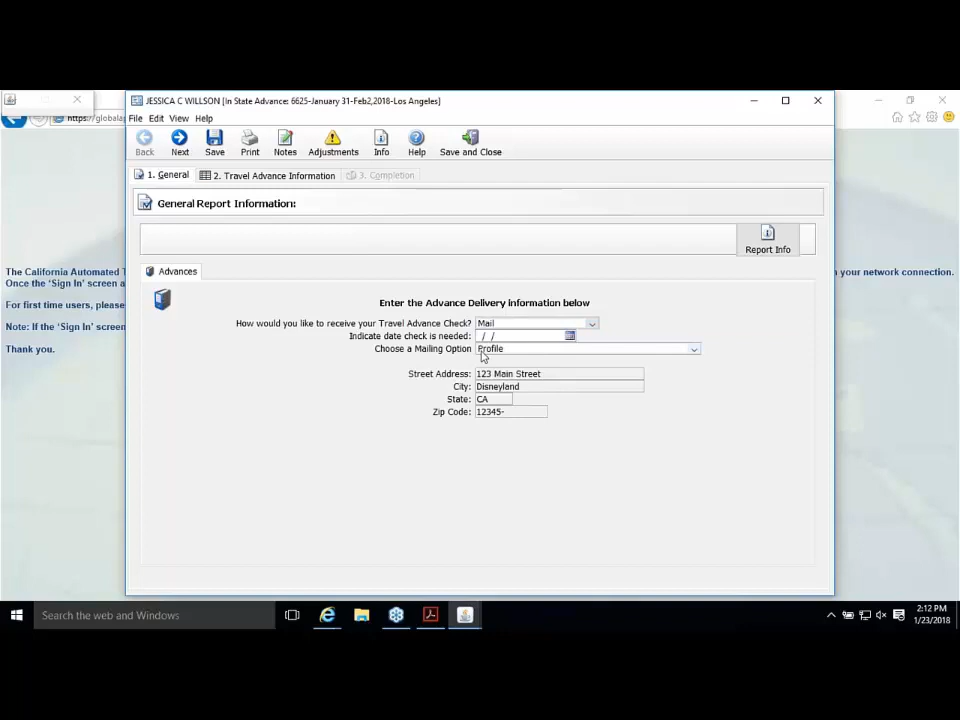 JESSICA C WILLSON [In State Advance: 6625-January 31-Feb2,2018-Los Angeles]
https://globala
File Edit View Help
Back Next Save Print Notes Adjustments Info Help Save and Close
1. General 2. Travel Advance Information 3. Completion
General Report Information:
Report Info
Advances
The California Automated T
n your network connection.
Once the 'Sign In' screen a
For first time users, please
Note: If the 'Sign In' screen
Thank you.
Enter the Advance Delivery information below
How would you like to receive your Travel Advance Check? Mail
Indicate date check is needed: / /
Choose a Mailing Option Profile
Street Address: 123 Main Street
City: Disneyland
State: CA
Zip Code: 12345-
Search the web and Windows
2:12 PM
1/23/2018